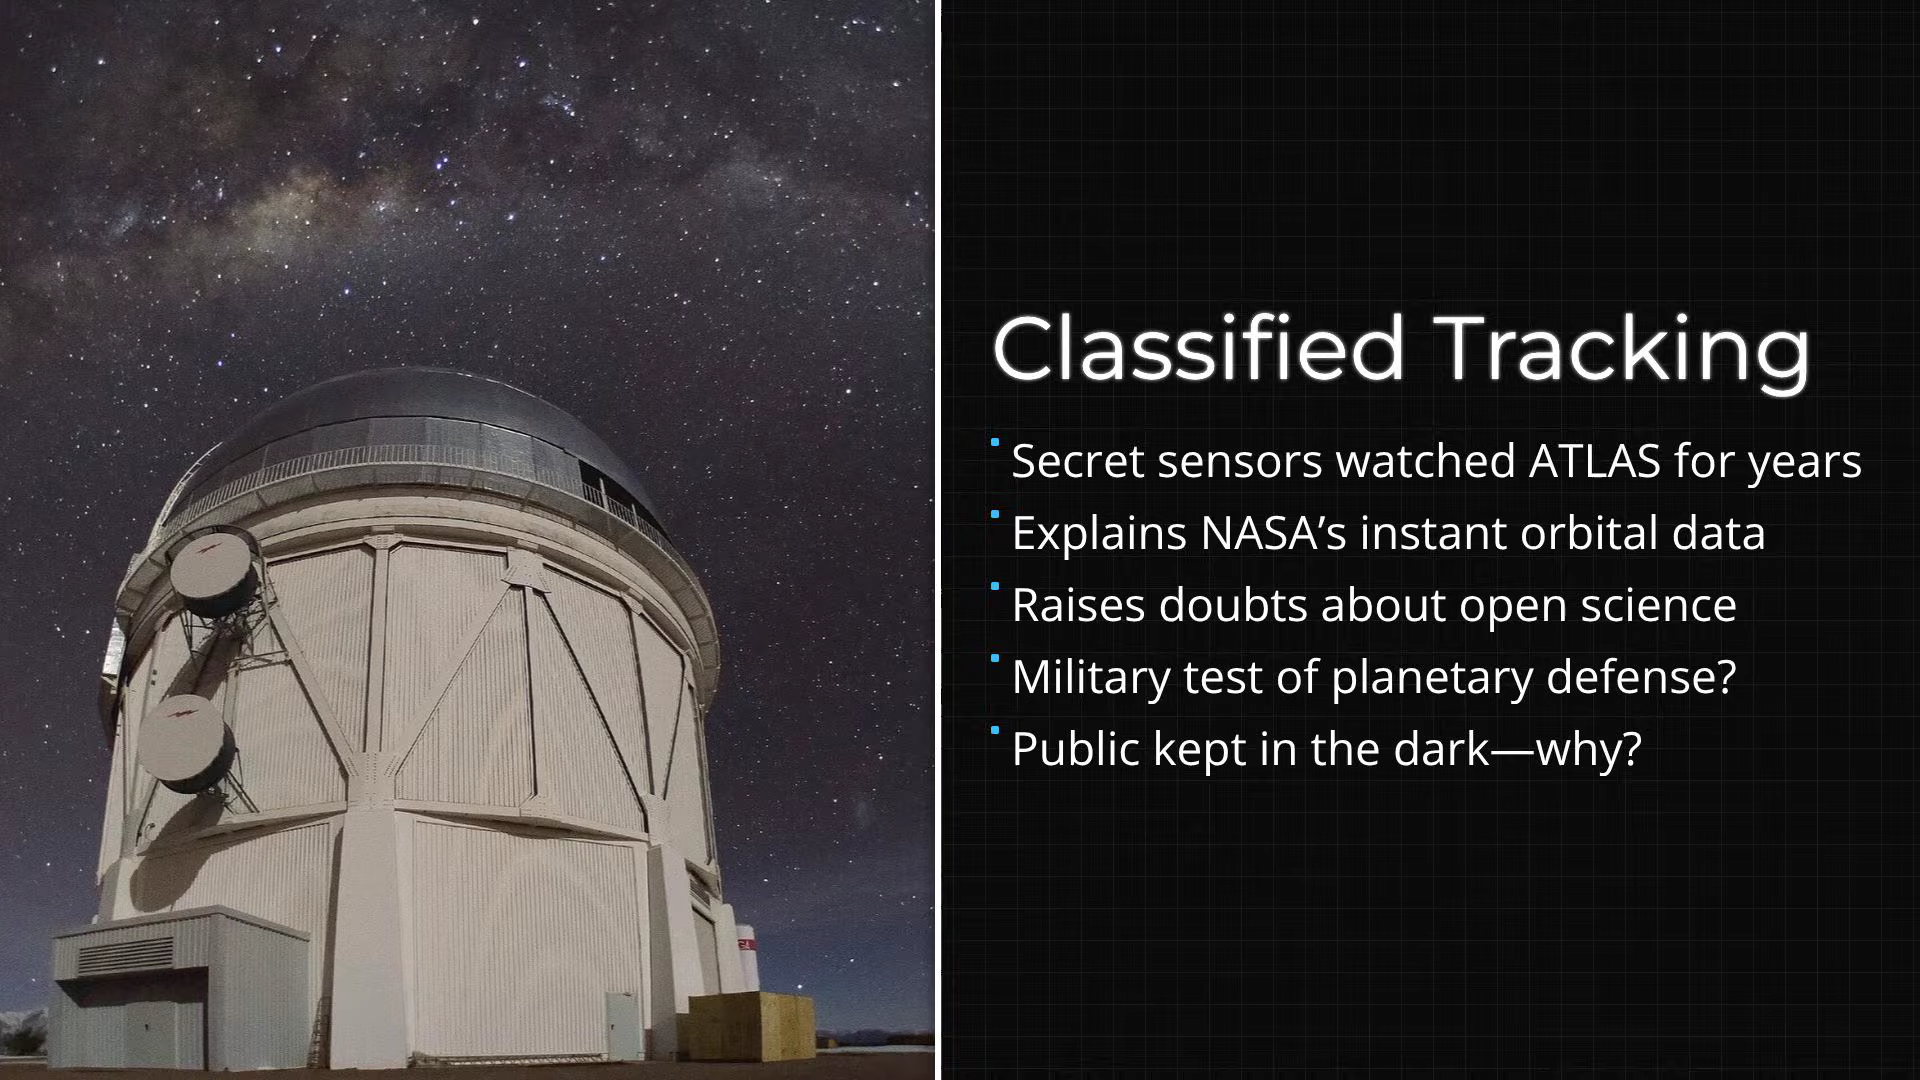 Classified Tracking
Secret sensors watched ATLAS for years
Explains NASA’s instant orbital data
Raises doubts about open science
Military test of planetary defense?
Public kept in the dark—why?